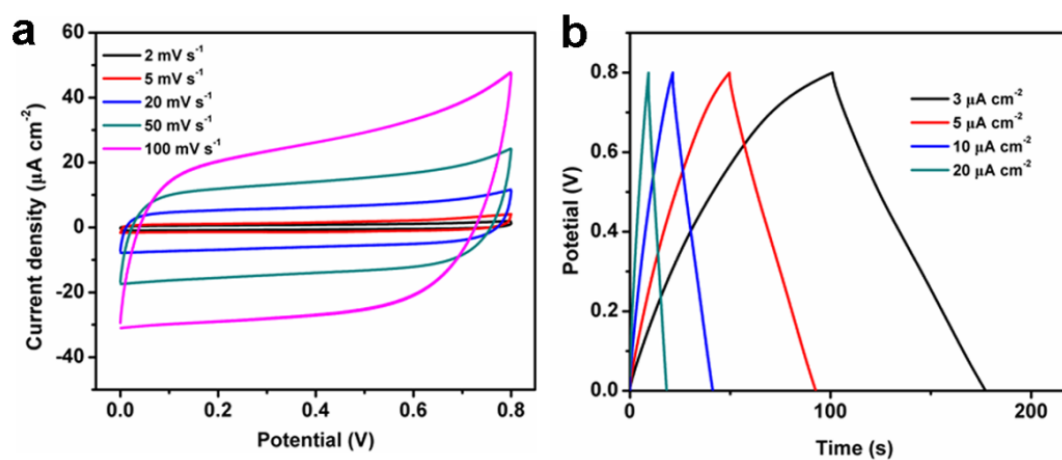 a
60
40
20
0
-20
-40
Current density (μA cm⁻²)
2 mV s⁻¹
5 mV s⁻¹
20 mV s⁻¹
50 mV s⁻¹
100 mV s⁻¹
0.0 0.2 0.4 0.6 0.8
Potential (V)
b
0.8
0.6
0.4
0.2
0.0
Potetial (V)
3 μA cm⁻²
5 μA cm⁻²
10 μA cm⁻²
20 μA cm⁻²
0 100 200
Time (s)